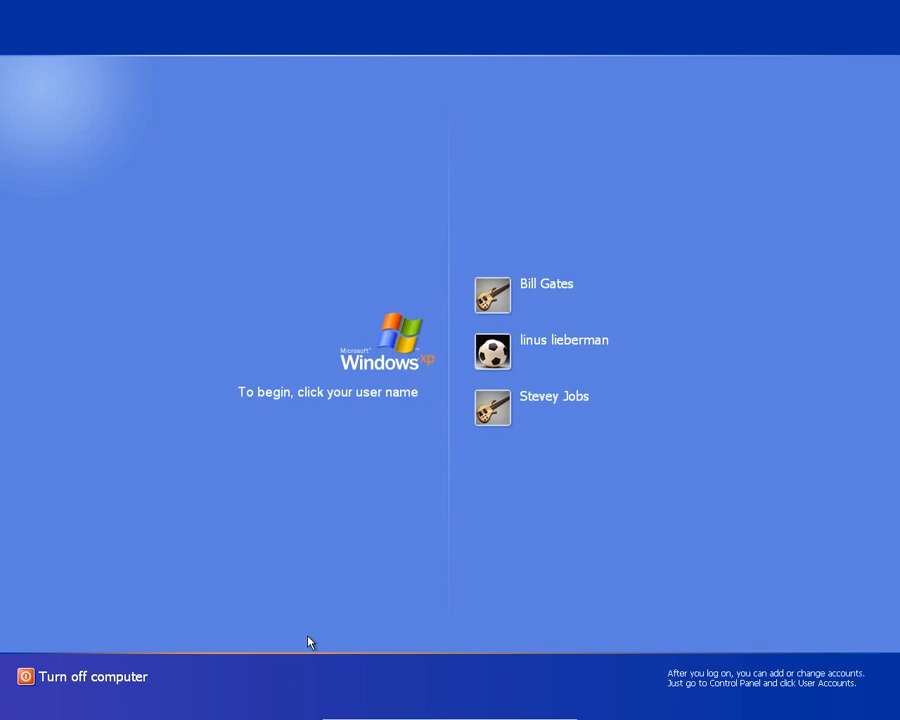 Bill Gates
linus lieberman
Microsoft
Windows xp
To begin, click your user name
Stevey Jobs
Turn off computer
After you log on, you can add or change accounts.
Just go to Control Panel and click User Accounts.